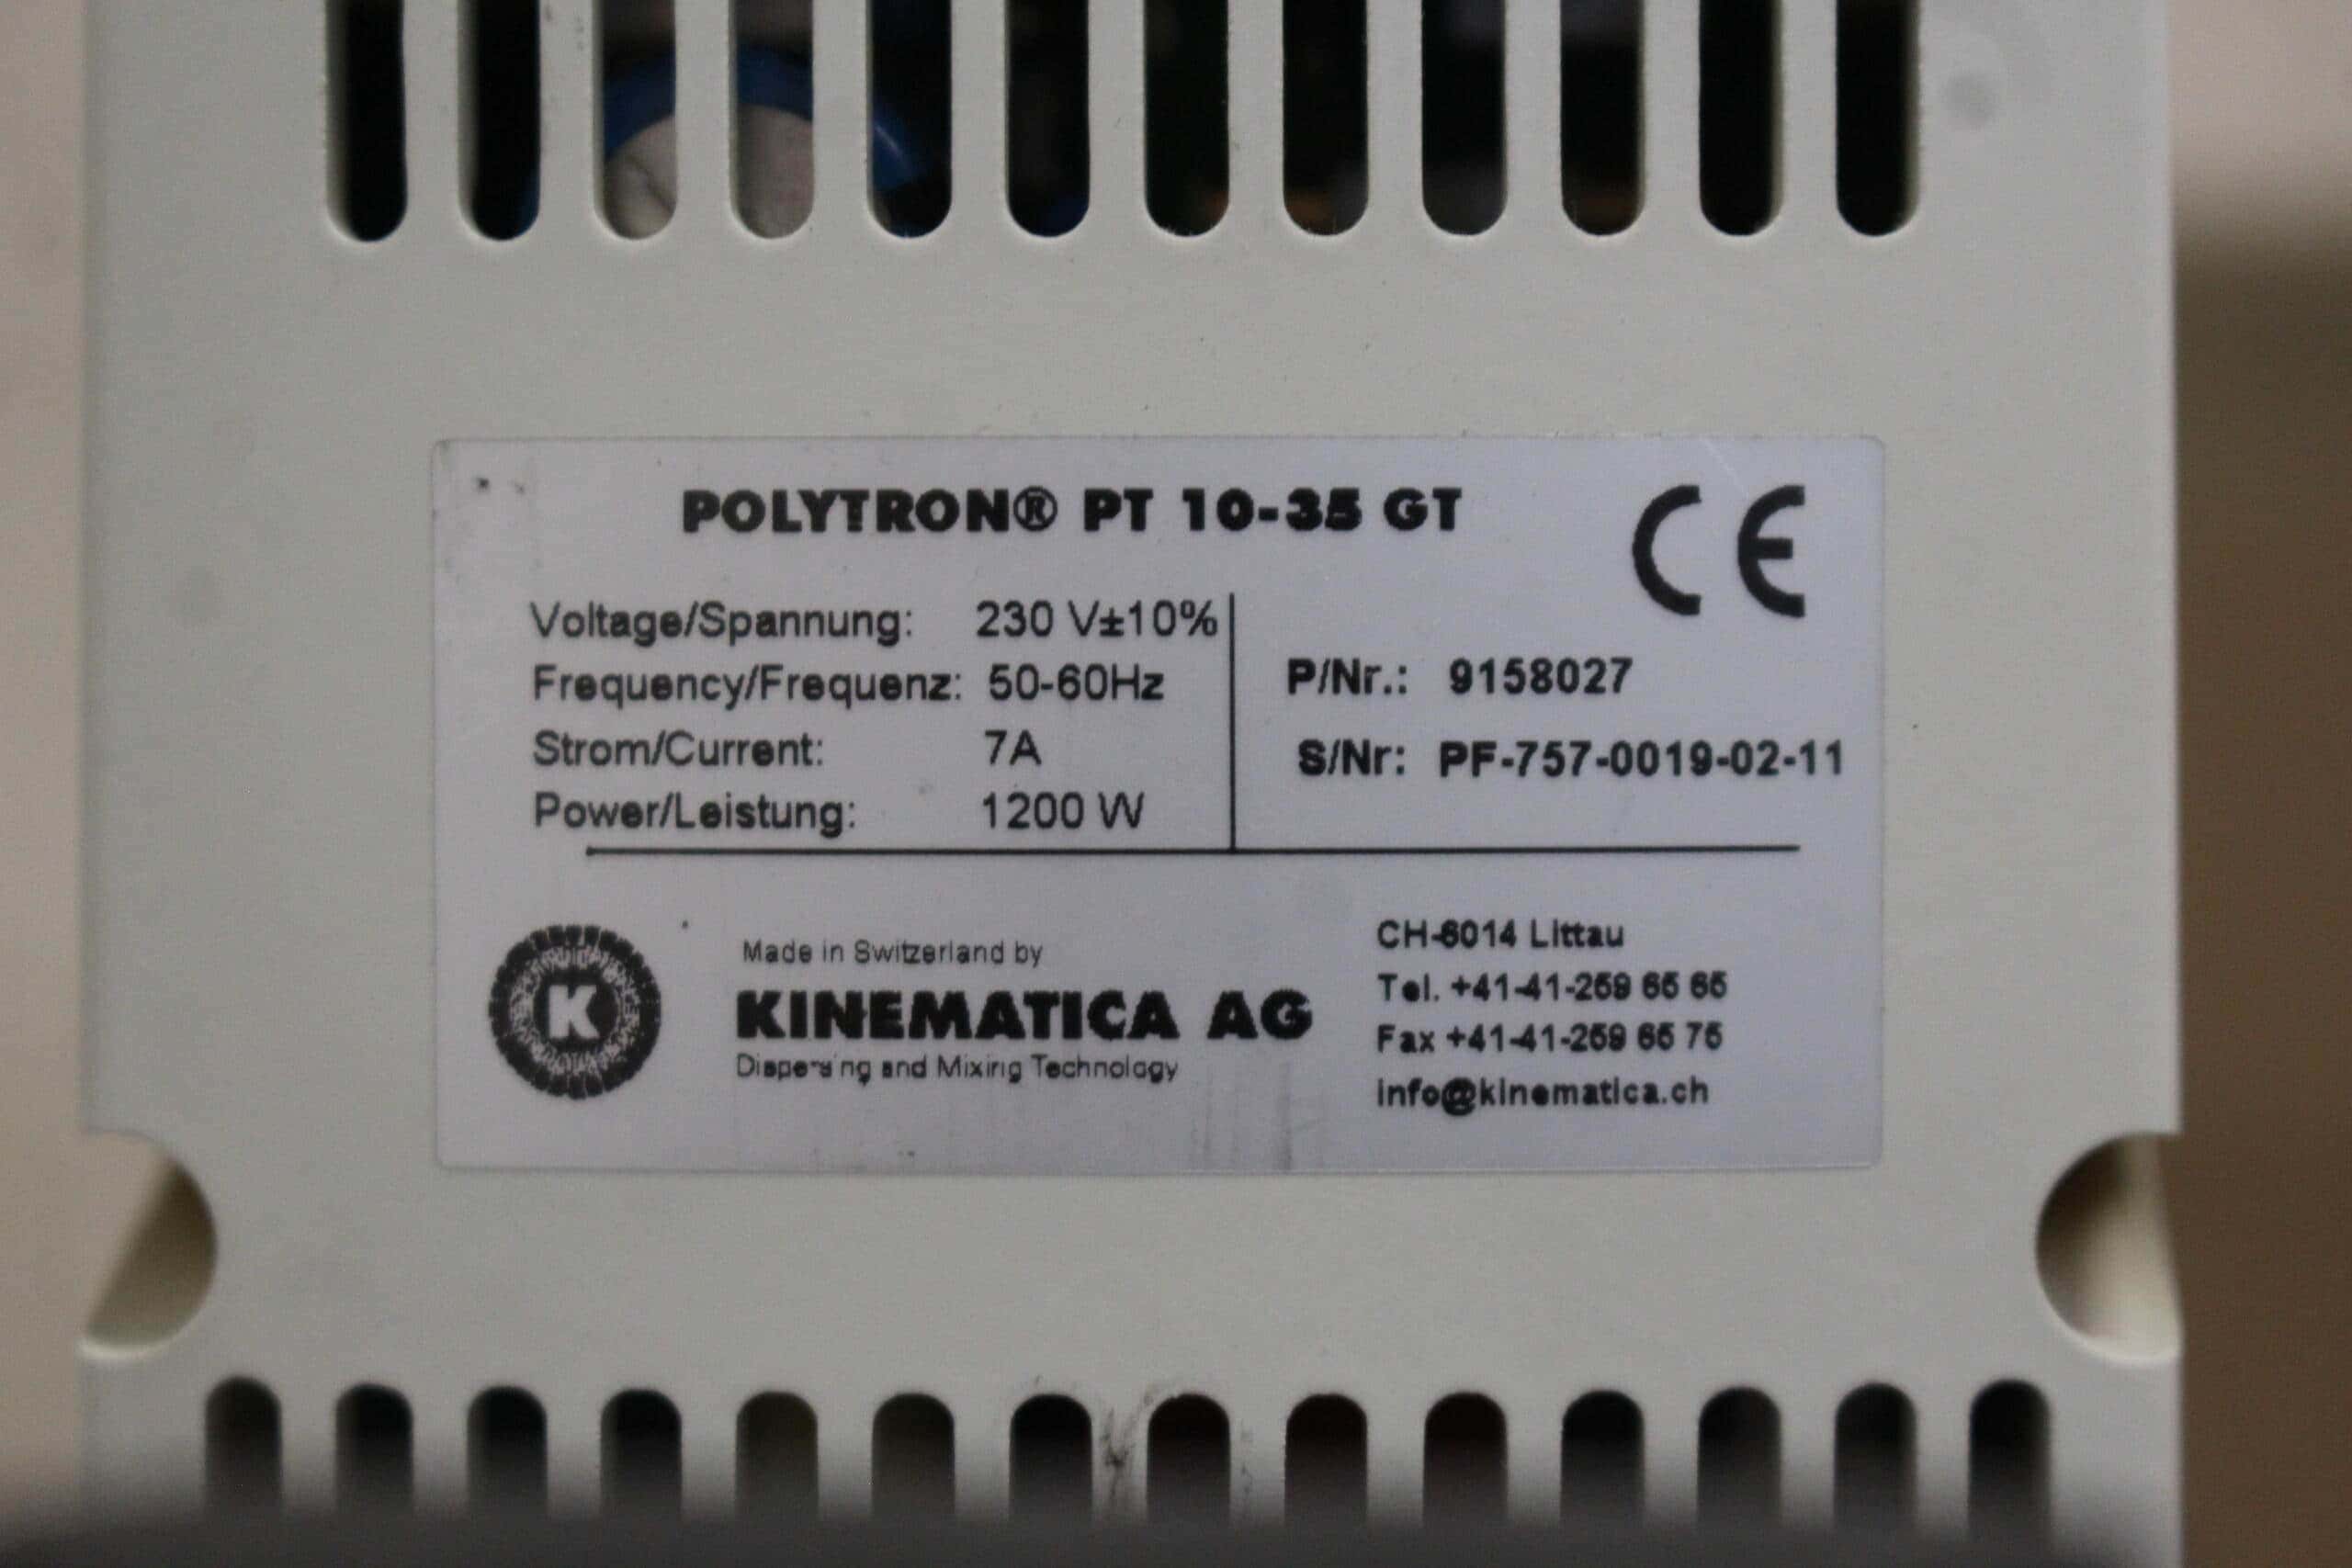 POLYTRON® PT 10-35 GT
CE
Voltage/Spannung: 230 V±10%
Frequency/Frequenz: 50-60Hz
Strom/Current: 7A
Power/Leistung: 1200 W
P/Nr.: 9158027
S/Nr: PF-757-0019-02-11
K
Made in Switzerland by
KINEMATICA AG
Dispersing and Mixing Technology
CH-6014 Littau
Tel. +41-41-259 65 65
Fax +41-41-259 65 75
info@kinematica.ch